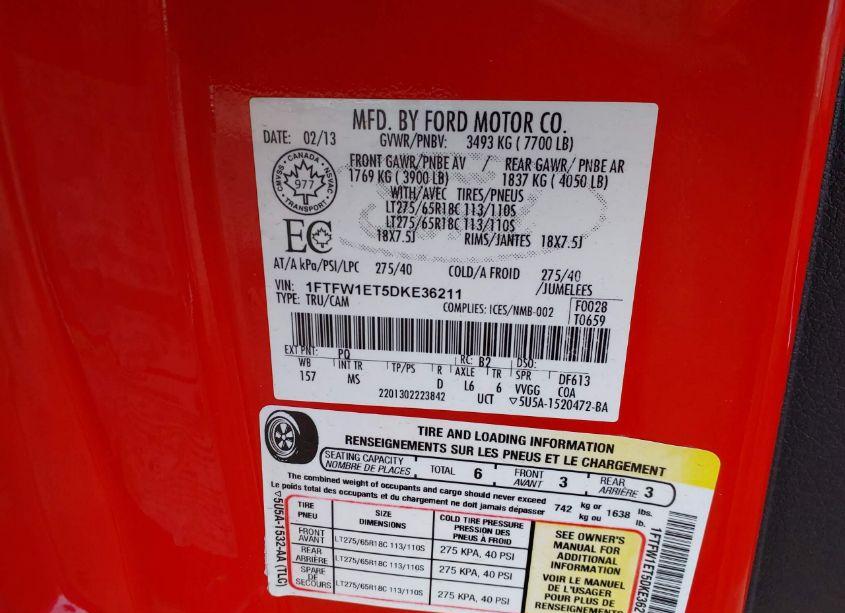 MFD. BY FORD MOTOR CO.
DATE: 02/13 GVWR/PNBV: 3493 KG ( 7700 LB)
FRONT GAWR/PNBE AV / REAR GAWR/ PNBE AR
1769 KG ( 3900 LB) 1837 KG ( 4050 LB)
WITH/AVEC TIRES/PNEUS
LT275/65R18C 113/110S
LT275/65R18C 113/110S
18X7.5J RIMS/JANTES 18X7.5J
CANADA
CMVSS NSVAC
977
TRANSPORT
EC
AT/A kPa/PSI/LPC 275/40 COLD/A FROID 275/40
/JUMELEES
VIN: 1FTFW1ET5DKE36211
TYPE: TRU/CAM COMPLIES: ICES/NMB-002
F0028
T0659
EXT PNT: PQ RC: B2 DSO:
WB INT TR TP/PS R AXLE TR SPR DF613
157 MS D L6 6 VVGG COA
2201302223842 UCT ▽5U5A-1520472-BA
TIRE AND LOADING INFORMATION
RENSEIGNEMENTS SUR LES PNEUS ET LE CHARGEMENT
SEATING CAPACITY
NOMBRE DE PLACES TOTAL 6 FRONT
AVANT 3 REAR
ARRIÈRE 3
The combined weight of occupants and cargo should never exceed
Le poids total des occupants et du chargement ne doit jamais dépasser
742 kg or
kg ou 1638 lbs.
lb.
TIRE
PNEU SIZE
DIMENSIONS COLD TIRE PRESSURE
PRESSION DES
PNEUS À FROID
FRONT
AVANT LT275/65R18C 113/110S 275 KPA, 40 PSI
REAR
ARRIÈRE LT275/65R18C 113/110S 275 KPA, 40 PSI
SPARE
DE
SECOURS LT275/65R18C 113/110S 275 KPA, 40 PSI
SEE OWNER'S
MANUAL FOR
ADDITIONAL
INFORMATION
VOIR LE MANUEL
DE L'USAGER
POUR PLUS DE
RENSEIGNEMENTS
▽5U5A-1532-AA (TLC)
1FTFW1ET5DKE362